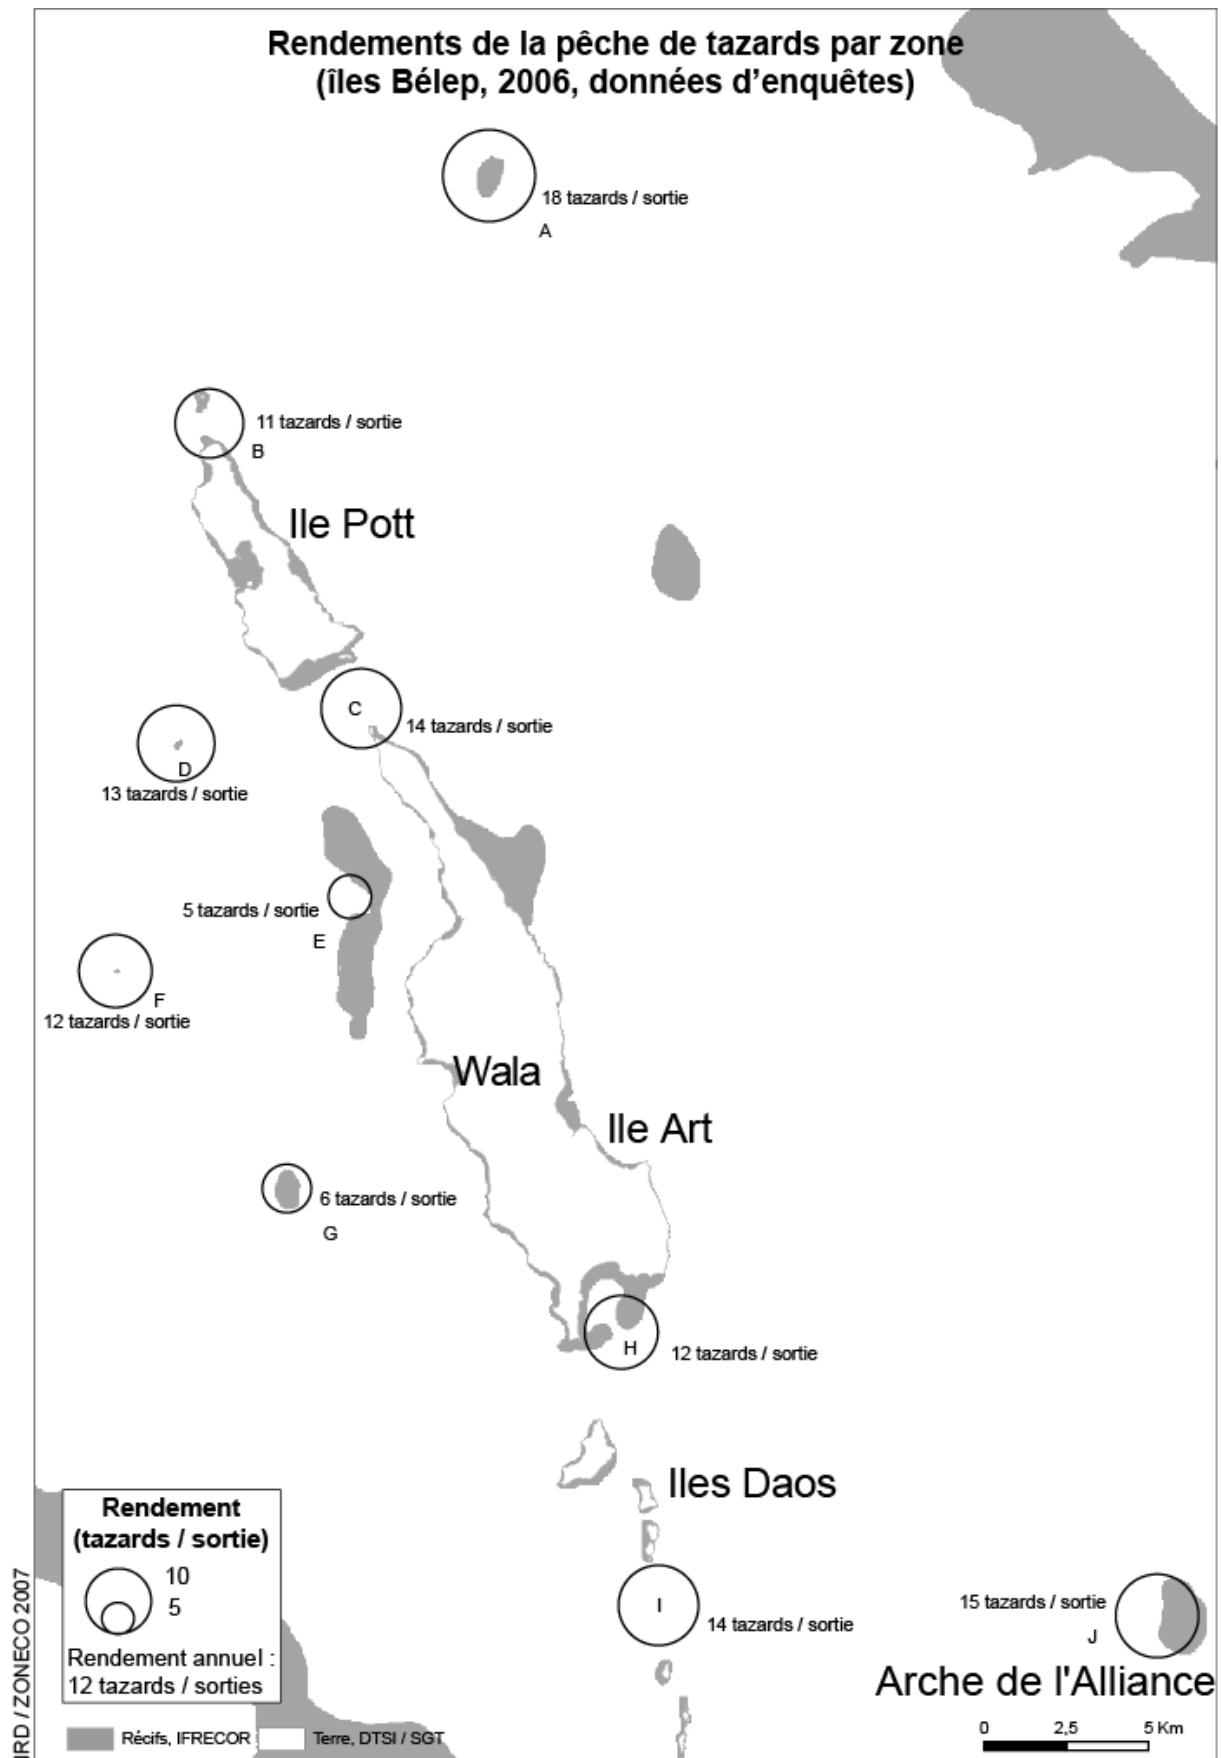 Rendements de la pêche de tazards par zone
(îles Bélep, 2006, données d'enquêtes)
18 tazards / sortie
A
11 tazards / sortie
B
Ile Pott
C
14 tazards / sortie
D
13 tazards / sortie
5 tazards / sortie
E
F
12 tazards / sortie
Wala
Ile Art
6 tazards / sortie
G
H
12 tazards / sortie
Iles Daos
I
14 tazards / sortie
15 tazards / sortie
J
Arche de l'Alliance
0 2,5 5 Km
Rendement
(tazards / sortie)
10
5
Rendement annuel :
12 tazards / sorties
Récifs, IFRECOR Terre, DTSI / SGT
IRD / ZONECO 2007